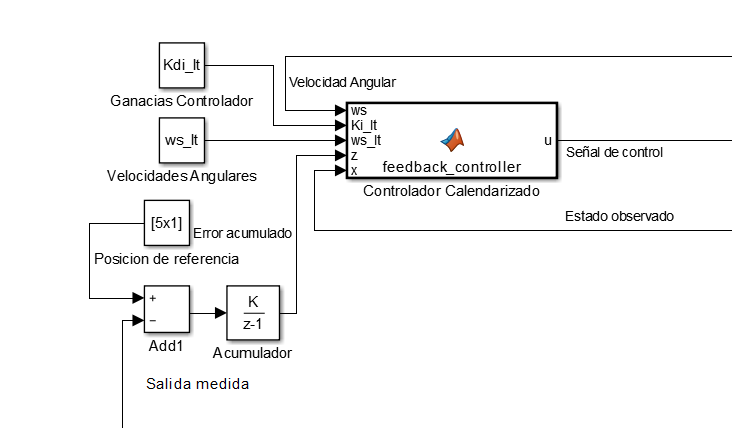 Kdi_lt
Ganacias Controlador
Velocidad Angular
ws
Ki_lt
ws_lt
z
x
feedback_controller
u
Controlador Calendarizado
Señal de control
ws_lt
Velocidades Angulares
Estado observado
[5x1]
Error acumulado
Posicion de referencia
+
−
Add1
K
z-1
Acumulador
Salida medida